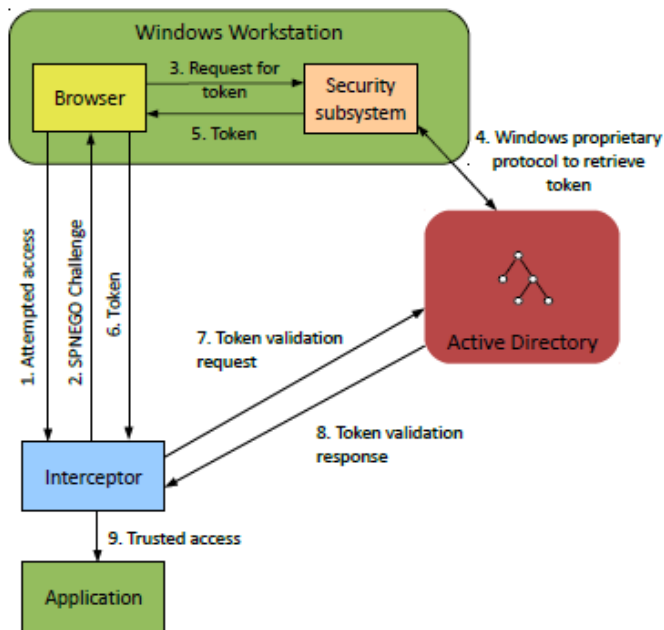 Windows Workstation
3. Request for
token
Browser
Security
subsystem
5. Token
4. Windows proprietary
protocol to retrieve
token
1. Attempted access
2. SPNEGO Challenge
6. Token
7. Token validation
request
Active Directory
8. Token validation
response
Interceptor
9. Trusted access
Application